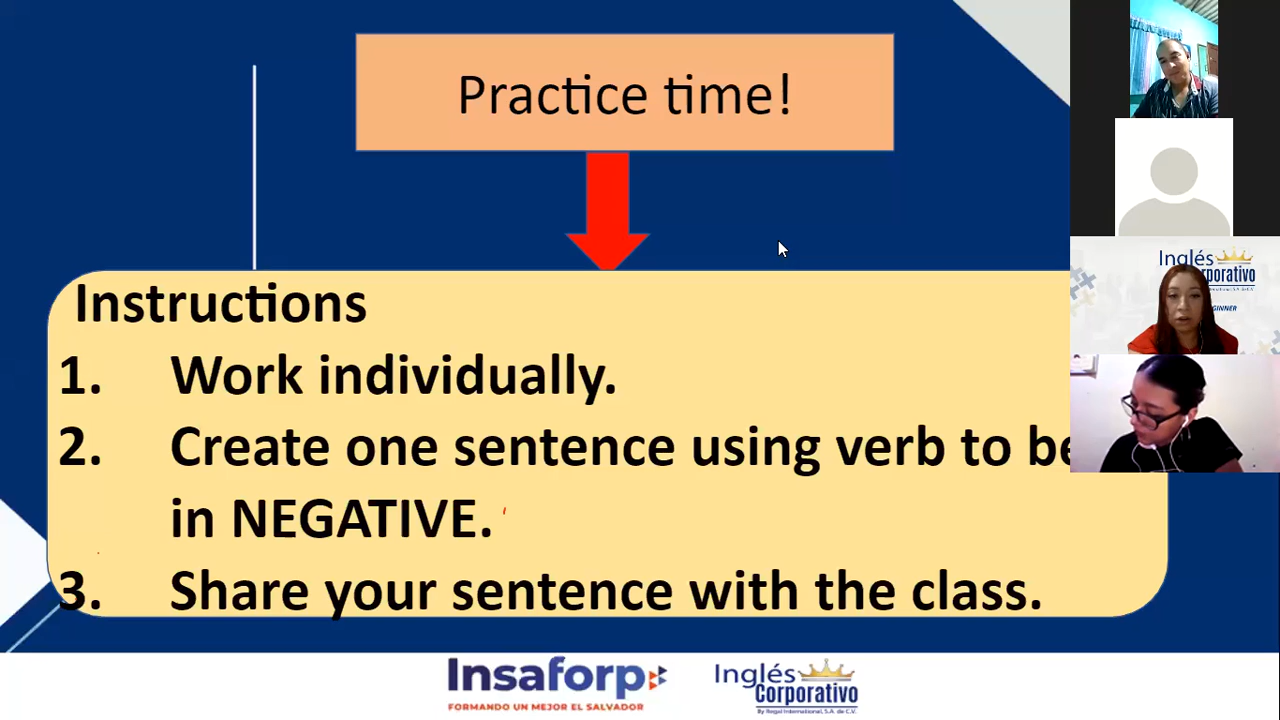 Practice time!
Instructions
1. Work individually.
2. Create one sentence using verb to be
in NEGATIVE.
3. Share your sentence with the class.
Inglés
Corporativo
Insaforp
FORMANDO UN MEJOR EL SALVADOR
Inglés
Corporativo
By Regal International, S.A. de C.V.